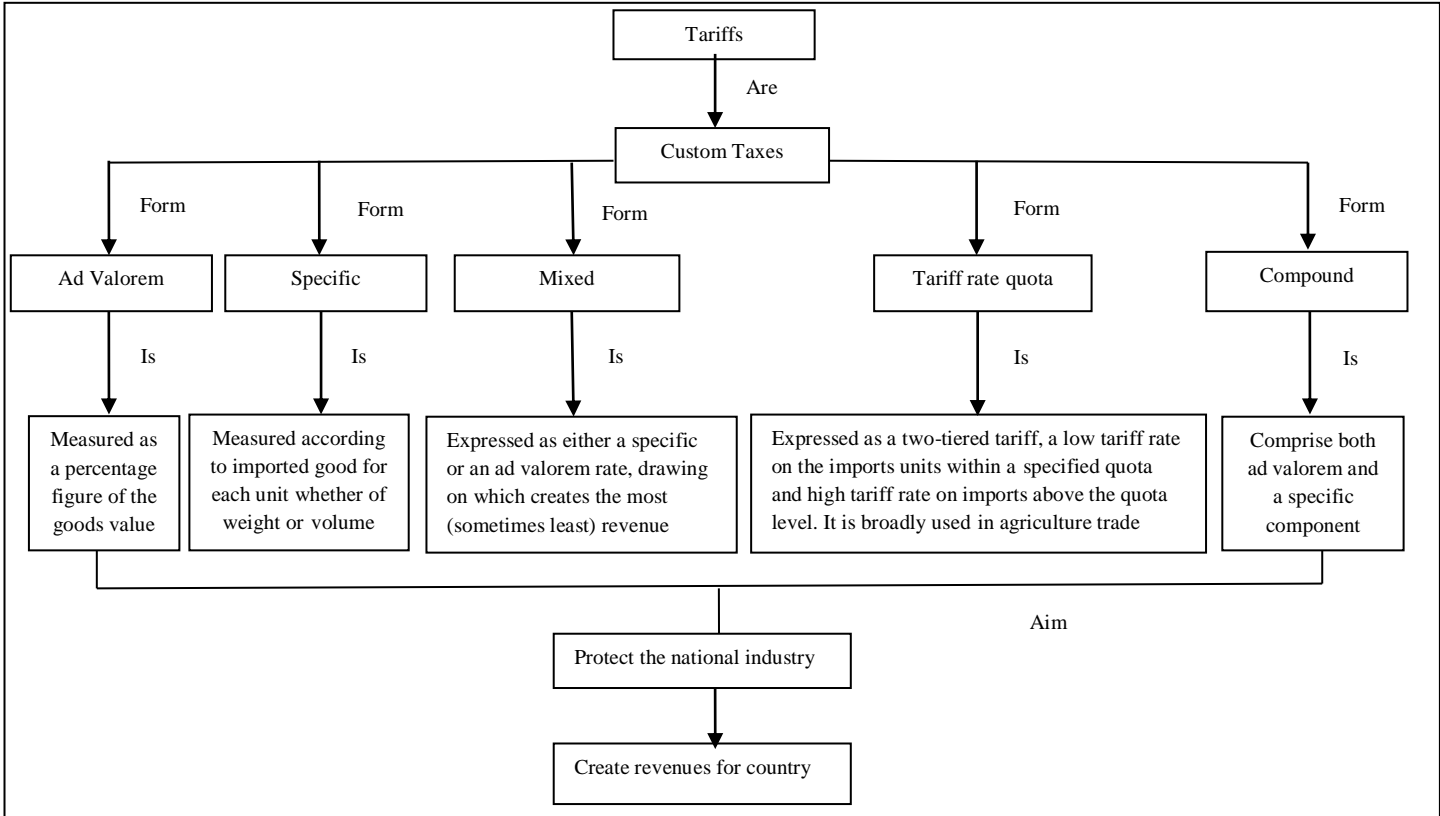 Tariffs
Are
Custom Taxes
Form
Form
Form
Form
Form
Ad Valorem
Specific
Mixed
Tariff rate quota
Compound
Is
Is
Is
Is
Is
Measured as
a percentage
figure of the
goods value
Measured according
to imported good for
each unit whether of
weight or volume
Expressed as either a specific
or an ad valorem rate, drawing
on which creates the most
(sometimes least) revenue
Expressed as a two-tiered tariff, a low tariff rate
on the imports units within a specified quota
and high tariff rate on imports above the quota
level. It is broadly used in agriculture trade
Comprise both
ad valorem and
a specific
component
Aim
Protect the national industry
Create revenues for country